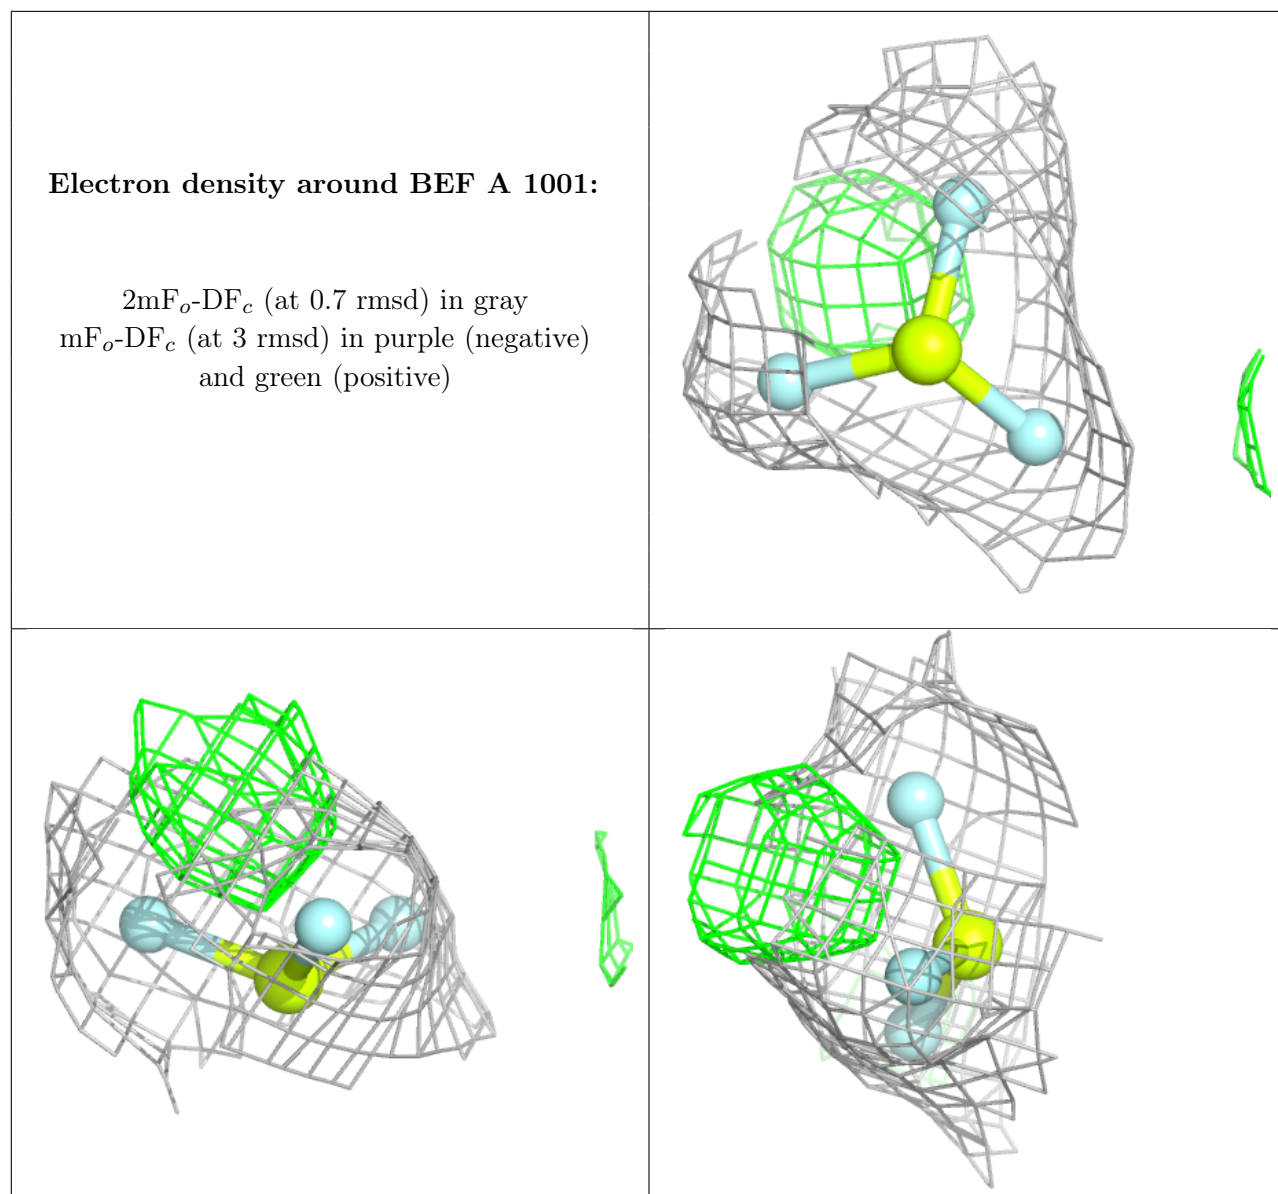 Electron density around BEF A 1001:
2mFo-DFc (at 0.7 rmsd) in gray
mFo-DFc (at 3 rmsd) in purple (negative)
and green (positive)